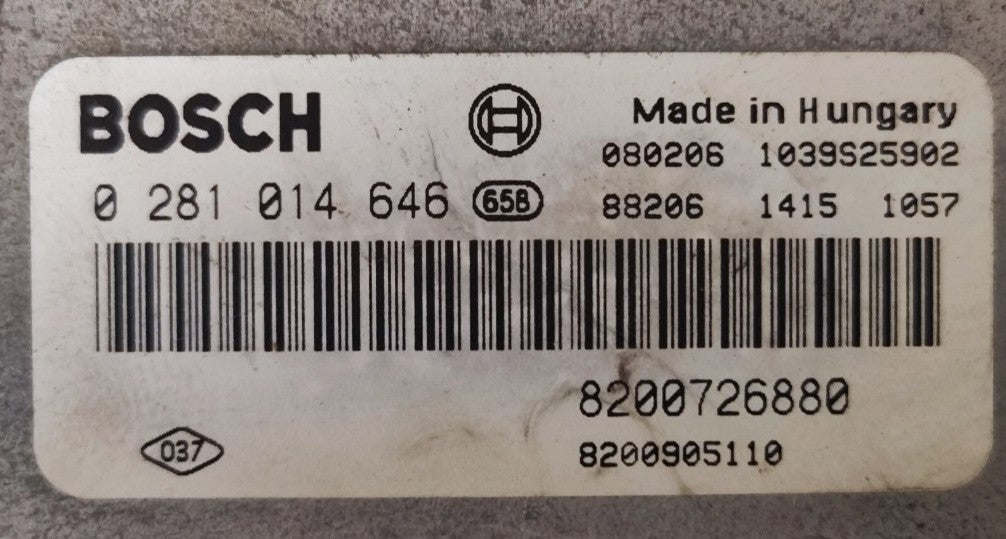 BOSCH
Made in Hungary
080206 1039S25902
0 281 014 646 658
88206 1415 1057
8200726880
037
8200905110